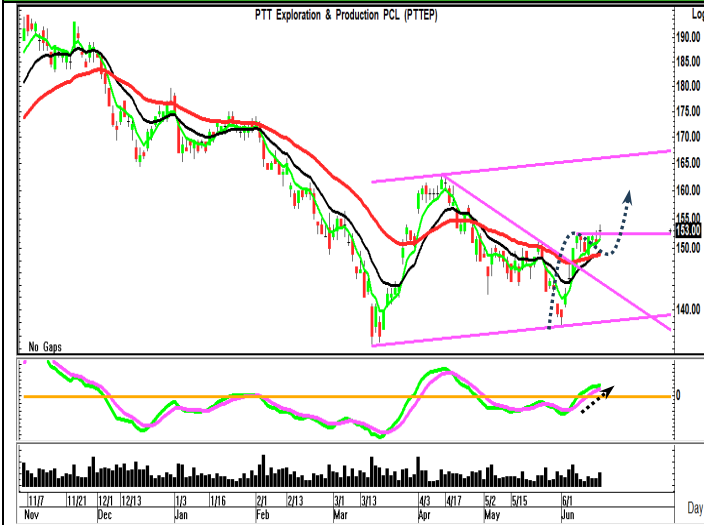 PTT Exploration & Production PCL (PTTEP)
Log
190.00
185.00
180.00
175.00
170.00
165.00
160.00
155.00
153.00
150.00
140.00
No Gaps
0
11/7 11/21 12/1 12/13 1/3 1/16 2/1 2/13 3/1 3/13 4/3 4/17 5/2 5/15 6/1
Nov Dec Jan Feb Mar Apr May Jun
Day